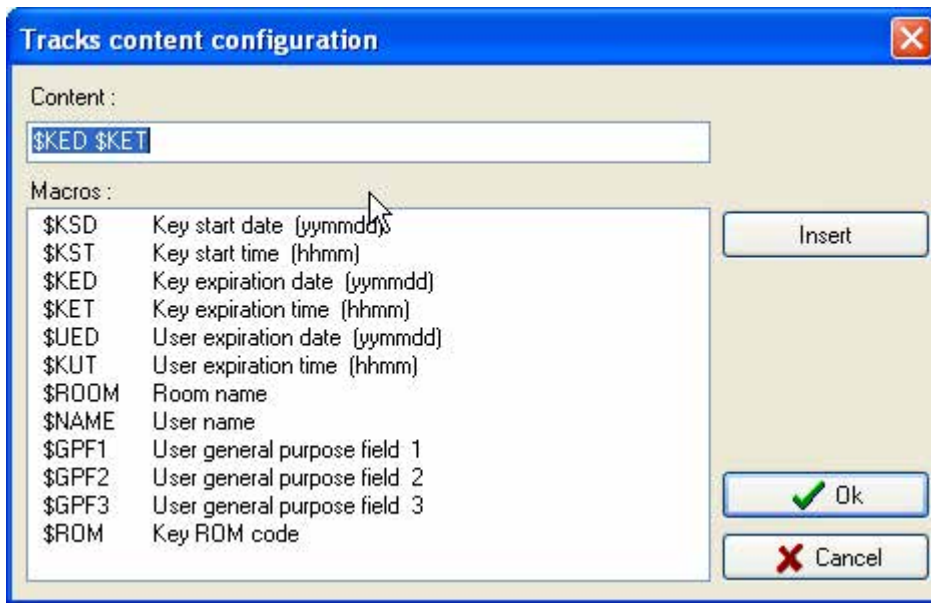 Tracks content configuration
Content :
$KED $KET
Macros :
$KSD Key start date (yymmdd)
$KST Key start time (hhmm)
$KED Key expiration date (yymmdd)
$KET Key expiration time (hhmm)
$UED User expiration date (yymmdd)
$KUT User expiration time (hhmm)
$ROOM Room name
$NAME User name
$GPF1 User general purpose field 1
$GPF2 User general purpose field 2
$GPF3 User general purpose field 3
$ROM Key ROM code
Insert
Ok
Cancel